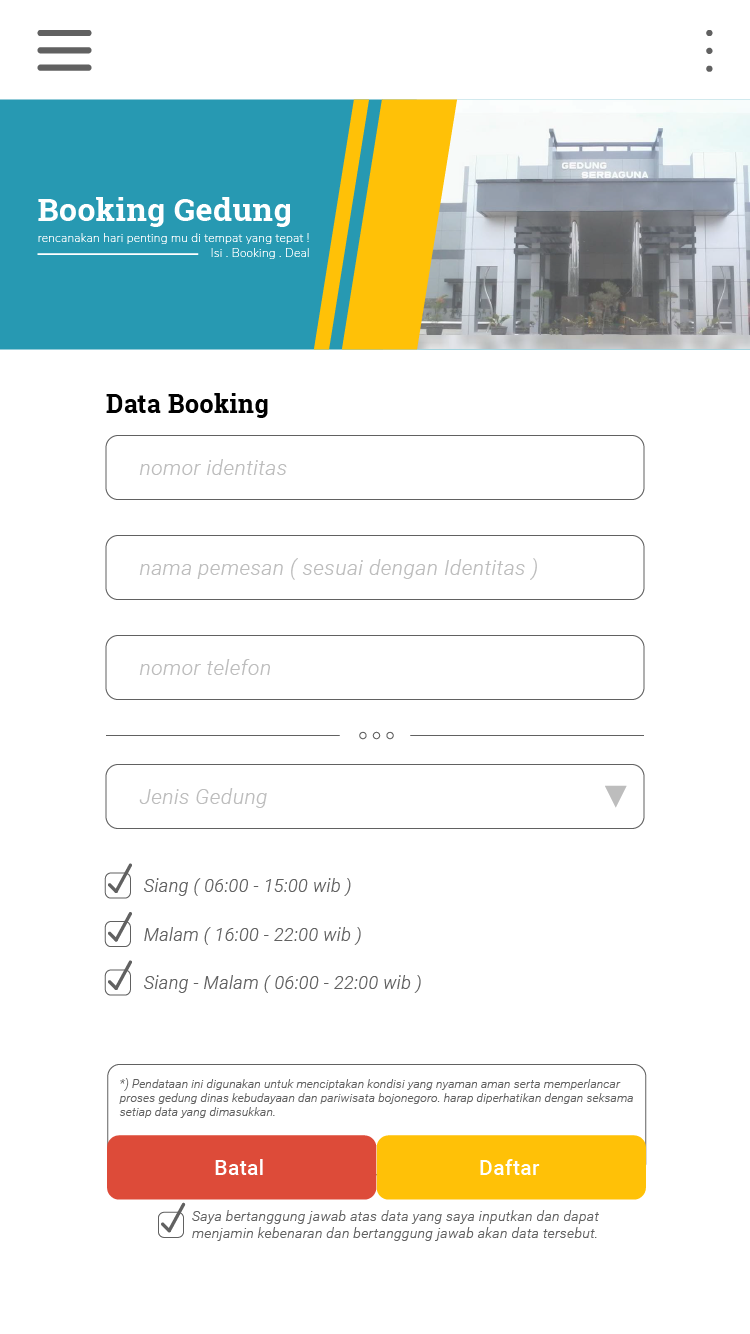 GEDUNG
SERBAGUNA
Booking Gedung
rencanakan hari penting mu di tempat yang tepat !
Isi . Booking . Deal
Data Booking
nomor identitas
nama pemesan ( sesuai dengan Identitas )
nomor telefon
Jenis Gedung
Siang ( 06:00 - 15:00 wib )
Malam ( 16:00 - 22:00 wib )
Siang - Malam ( 06:00 - 22:00 wib )
*) Pendataan ini digunakan untuk menciptakan kondisi yang nyaman aman serta memperlancar
proses gedung dinas kebudayaan dan pariwisata bojonegoro. harap diperhatikan dengan seksama
setiap data yang dimasukkan.
Batal
Daftar
Saya bertanggung jawab atas data yang saya inputkan dan dapat
menjamin kebenaran dan bertanggung jawab akan data tersebut.